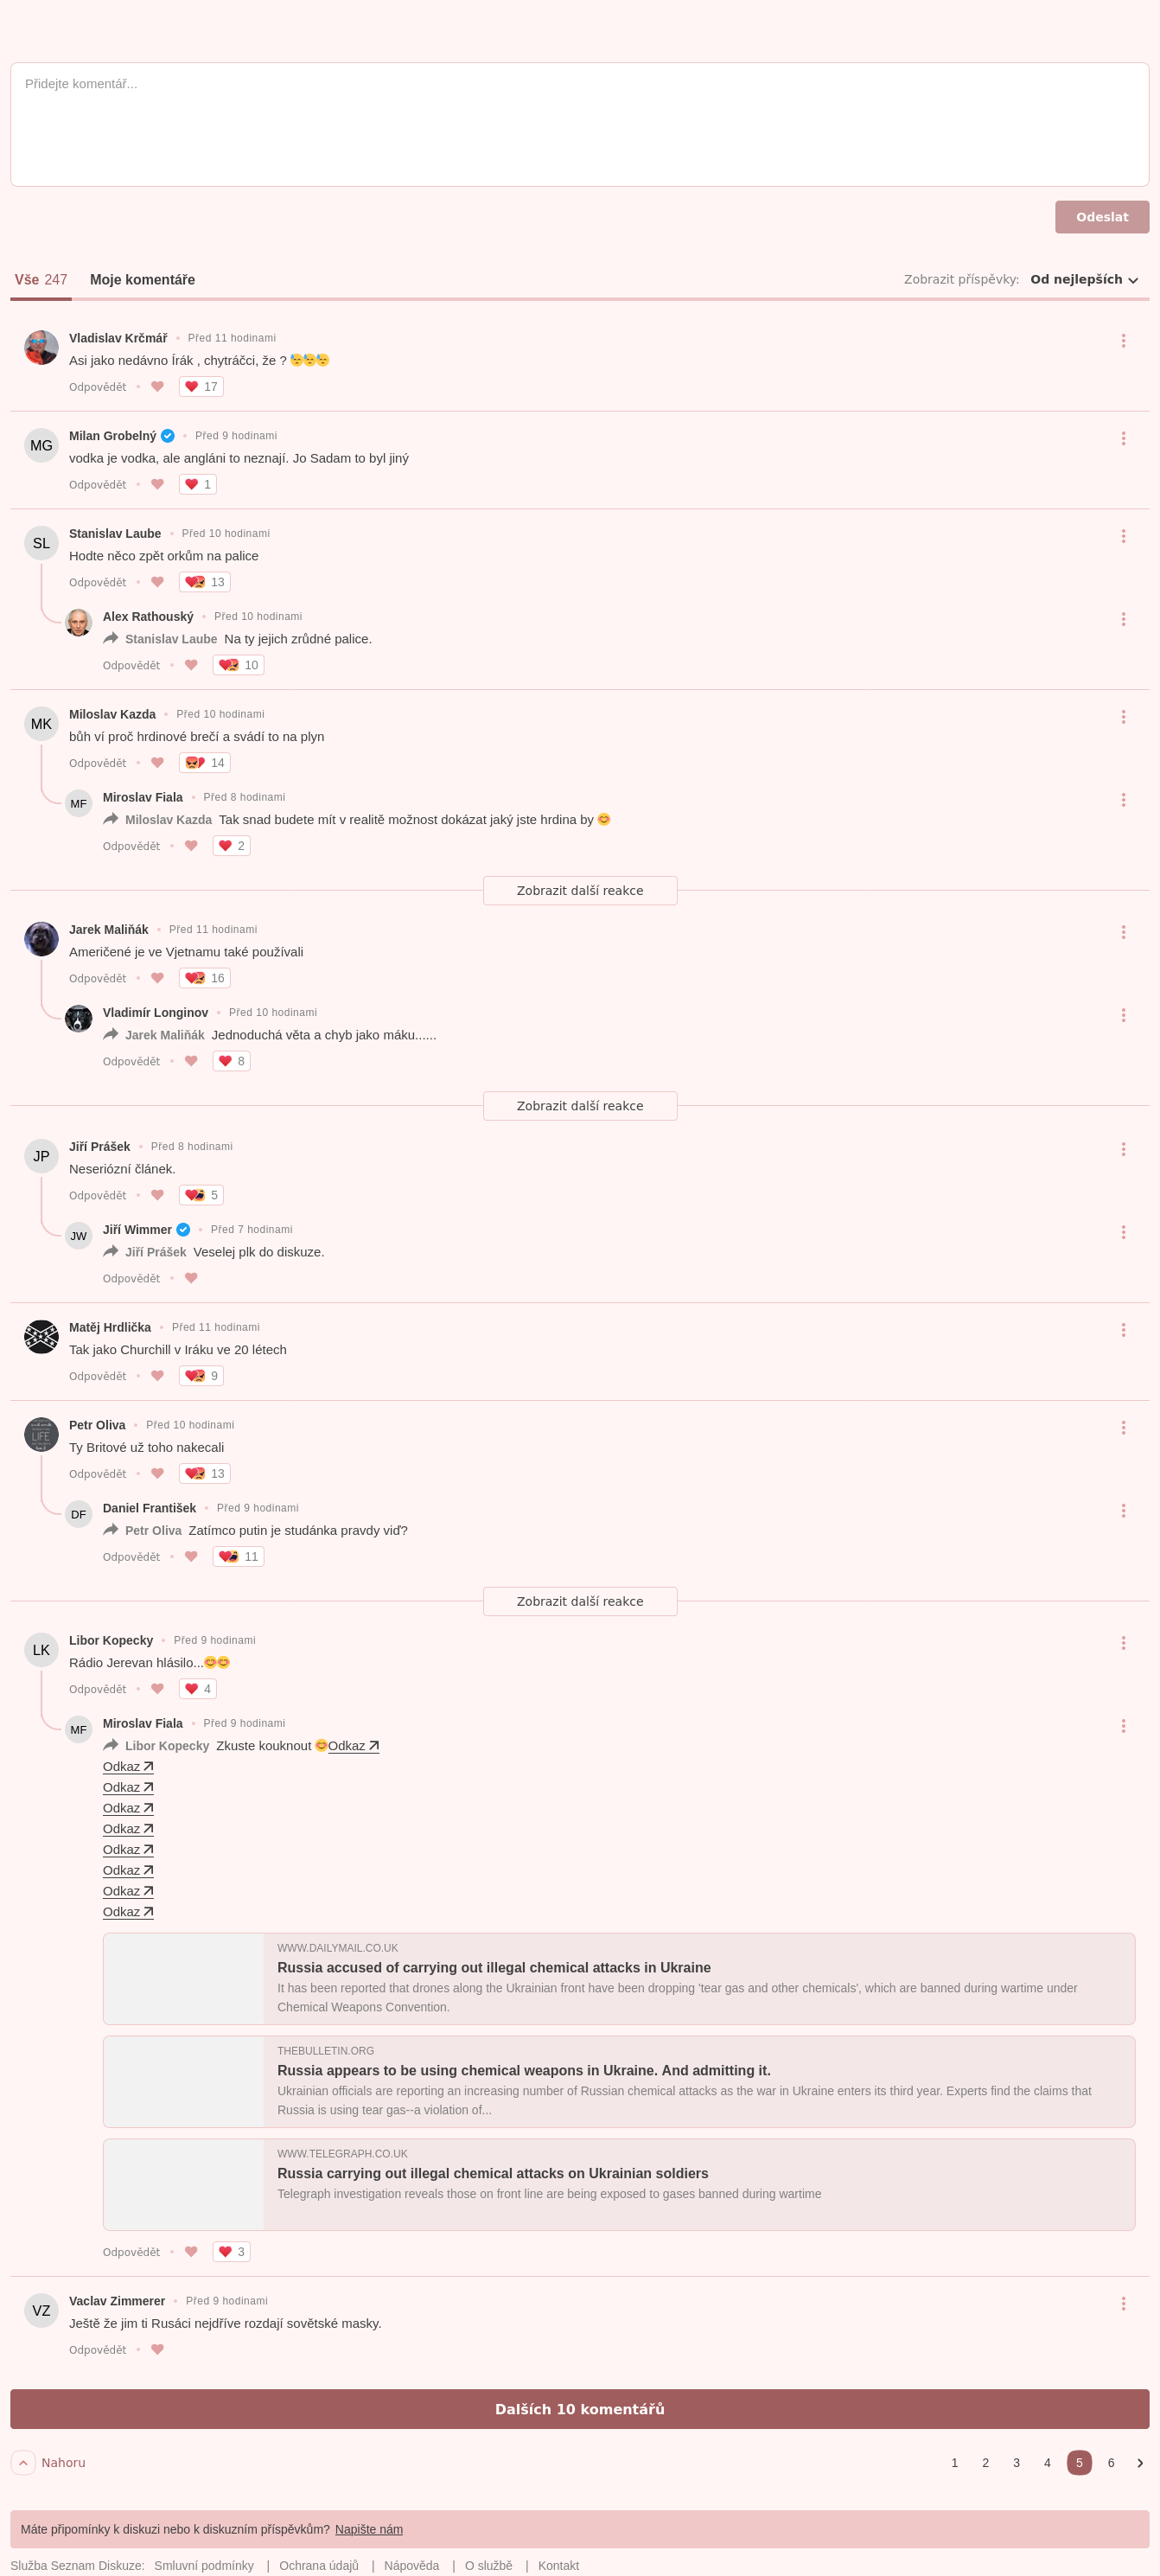 Přidejte komentář...
Odeslat
Vše 247 Moje komentáře Zobrazit příspěvky: Od nejlepších
Vladislav Krčmář • Před 11 hodinami
Asi jako nedávno Írák , chytráčci, že ? 😓😓😓
Odpovědět • 17
MG Milan Grobelný • Před 9 hodinami
vodka je vodka, ale angláni to neznají. Jo Sadam to byl jiný
Odpovědět • 1
SL Stanislav Laube • Před 10 hodinami
Hodte něco zpět orkům na palice
Odpovědět • 13
Alex Rathouský • Před 10 hodinami
Stanislav Laube Na ty jejich zrůdné palice.
Odpovědět • 10
MK Miloslav Kazda • Před 10 hodinami
bůh ví proč hrdinové brečí a svádí to na plyn
Odpovědět • 14
MF Miroslav Fiala • Před 8 hodinami
Miloslav Kazda Tak snad budete mít v realitě možnost dokázat jaký jste hrdina by 😊
Odpovědět • 2
Zobrazit další reakce
Jarek Maliňák • Před 11 hodinami
Američené je ve Vjetnamu také používali
Odpovědět • 16
Vladimír Longinov • Před 10 hodinami
Jarek Maliňák Jednoduchá věta a chyb jako máku......
Odpovědět • 8
Zobrazit další reakce
JP Jiří Prášek • Před 8 hodinami
Neseriózní článek.
Odpovědět • 5
JW Jiří Wimmer • Před 7 hodinami
Jiří Prášek Veselej plk do diskuze.
Odpovědět •
Matěj Hrdlička • Před 11 hodinami
Tak jako Churchill v Iráku ve 20 létech
Odpovědět • 9
Petr Oliva • Před 10 hodinami
LIFE
Ty Britové už toho nakecali
Odpovědět • 13
DF Daniel František • Před 9 hodinami
Petr Oliva Zatímco putin je studánka pravdy viď?
Odpovědět • 11
Zobrazit další reakce
LK Libor Kopecky • Před 9 hodinami
Rádio Jerevan hlásilo...😊😊
Odpovědět • 4
MF Miroslav Fiala • Před 9 hodinami
Libor Kopecky Zkuste kouknout 😊Odkaz
Odkaz
Odkaz
Odkaz
Odkaz
Odkaz
Odkaz
Odkaz
Odkaz
WWW.DAILYMAIL.CO.UK
Russia accused of carrying out illegal chemical attacks in Ukraine
It has been reported that drones along the Ukrainian front have been dropping 'tear gas and other chemicals', which are banned during wartime under
Chemical Weapons Convention.
THEBULLETIN.ORG
Russia appears to be using chemical weapons in Ukraine. And admitting it.
Ukrainian officials are reporting an increasing number of Russian chemical attacks as the war in Ukraine enters its third year. Experts find the claims that
Russia is using tear gas--a violation of...
WWW.TELEGRAPH.CO.UK
Russia carrying out illegal chemical attacks on Ukrainian soldiers
Telegraph investigation reveals those on front line are being exposed to gases banned during wartime
Odpovědět • 3
VZ Vaclav Zimmerer • Před 9 hodinami
Ještě že jim ti Rusáci nejdříve rozdají sovětské masky.
Odpovědět •
Dalších 10 komentářů
Nahoru 1 2 3 4 5 6
Máte připomínky k diskuzi nebo k diskuzním příspěvkům? Napište nám
Služba Seznam Diskuze: Smluvní podmínky | Ochrana údajů | Nápověda | O službě | Kontakt